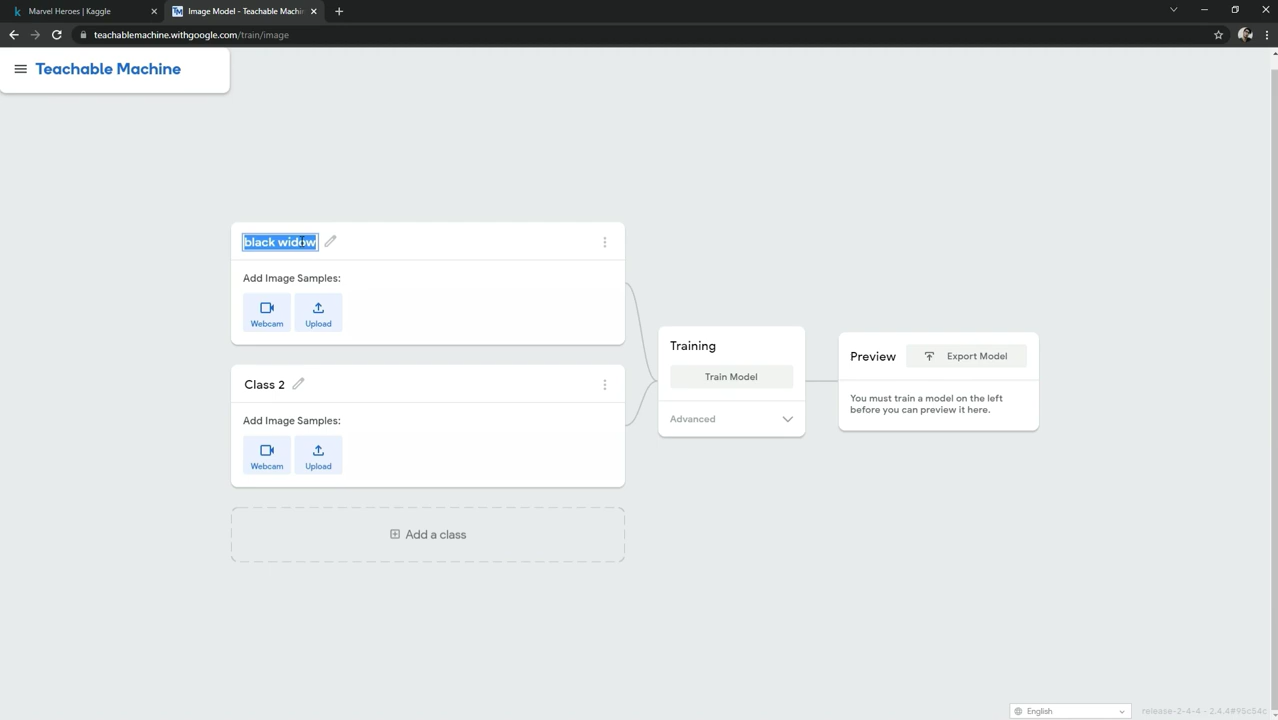 Marvel Heroes | Kaggle
Image Model - Teachable Machin
teachablemachine.withgoogle.com/train/image
Teachable Machine
black widow
Add Image Samples:
Webcam
Upload
Class 2
Add Image Samples:
Webcam
Upload
Add a class
Training
Train Model
Advanced
Preview
Export Model
You must train a model on the left
before you can preview it here.
English
release-2-4-4 - 2.4.4#95c54c